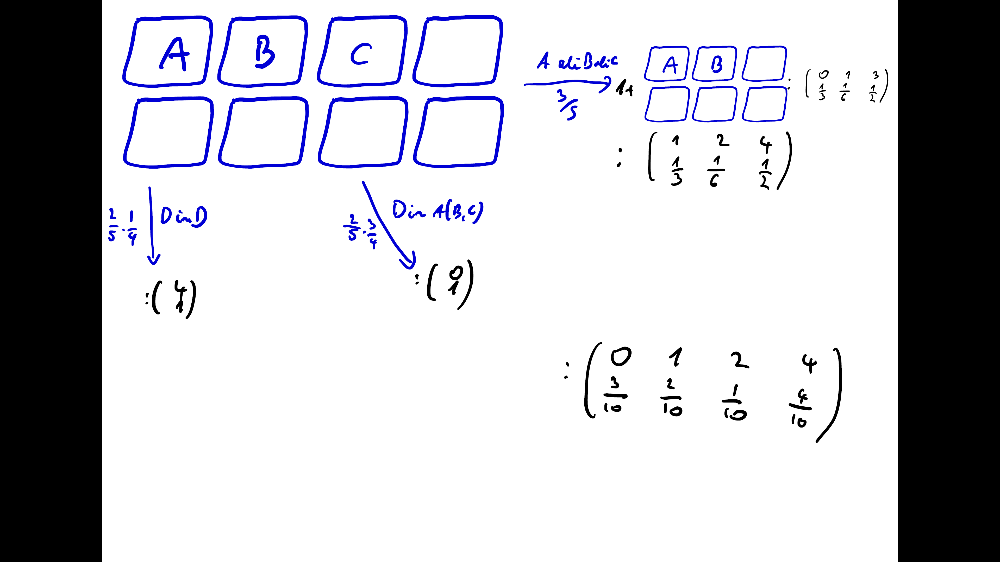 A B C
A ali B ali C
3/5
1+
A B
: ( 0 1 3
1/3 1/6 1/2 )
: ( 1 2 4
1/3 1/6 1/2 )
2/5 · 1/4 D in D
2/5 · 3/4 D in A(B,C)
: ( 4
1 )
: ( 0
1 )
: ( 0 1 2 4
3/10 2/10 1/10 4/10 )